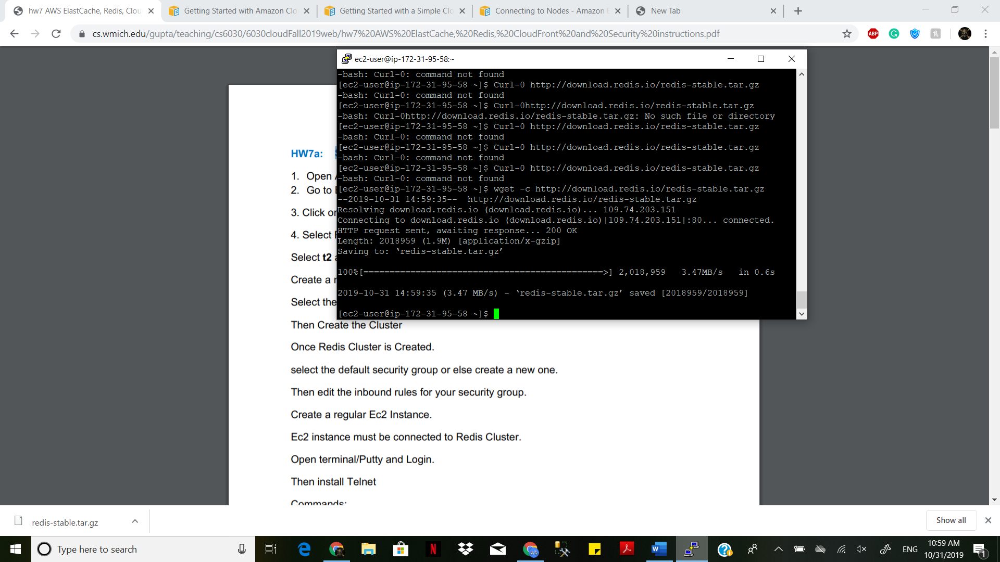 hw7 AWS ElastCache, Redis, Clou
Getting Started with Amazon Clo
Getting Started with a Simple Clo
Connecting to Nodes - Amazon E
New Tab
cs.wmich.edu/gupta/teaching/cs6030/6030cloudFall2019web/hw7%20AWS%20ElastCache,%20Redis,%20CloudFront%20and%20Security%20instructions.pdf
ABP
ec2-user@ip-172-31-95-58:~
-bash: Curl-0: command not found
[ec2-user@ip-172-31-95-58 ~]$ Curl-0 http://download.redis.io/redis-stable.tar.gz
-bash: Curl-0: command not found
[ec2-user@ip-172-31-95-58 ~]$ Curl-0http://download.redis.io/redis-stable.tar.gz
-bash: Curl-0http://download.redis.io/redis-stable.tar.gz: No such file or directory
[ec2-user@ip-172-31-95-58 ~]$ Curl-0 http://download.redis.io/redis-stable.tar.gz
-bash: Curl-0: command not found
[ec2-user@ip-172-31-95-58 ~]$ Curl-0 http://download.redis.io/redis-stable.tar.gz
-bash: Curl-0: command not found
[ec2-user@ip-172-31-95-58 ~]$ Curl-0 http://download.redis.io/redis-stable.tar.gz
-bash: Curl-0: command not found
[ec2-user@ip-172-31-95-58 ~]$ wget -c http://download.redis.io/redis-stable.tar.gz
--2019-10-31 14:59:35--  http://download.redis.io/redis-stable.tar.gz
Resolving download.redis.io (download.redis.io)... 109.74.203.151
Connecting to download.redis.io (download.redis.io)|109.74.203.151|:80... connected.
HTTP request sent, awaiting response... 200 OK
Length: 2018959 (1.9M) [application/x-gzip]
Saving to: ‘redis-stable.tar.gz’
100%[==============================================>] 2,018,959   3.47MB/s   in 0.6s
2019-10-31 14:59:35 (3.47 MB/s) - ‘redis-stable.tar.gz’ saved [2018959/2018959]
[ec2-user@ip-172-31-95-58 ~]$
HW7a:
1. Open
2. Go to
3. Click on
4. Select
Select t2
Create a
Select the
Then Create the Cluster
Once Redis Cluster is Created.
select the default security group or else create a new one.
Then edit the inbound rules for your security group.
Create a regular Ec2 Instance.
Ec2 instance must be connected to Redis Cluster.
Open terminal/Putty and Login.
Then install Telnet
Commands:
redis-stable.tar.gz
Show all
Type here to search
ENG
10:59 AM
10/31/2019
1